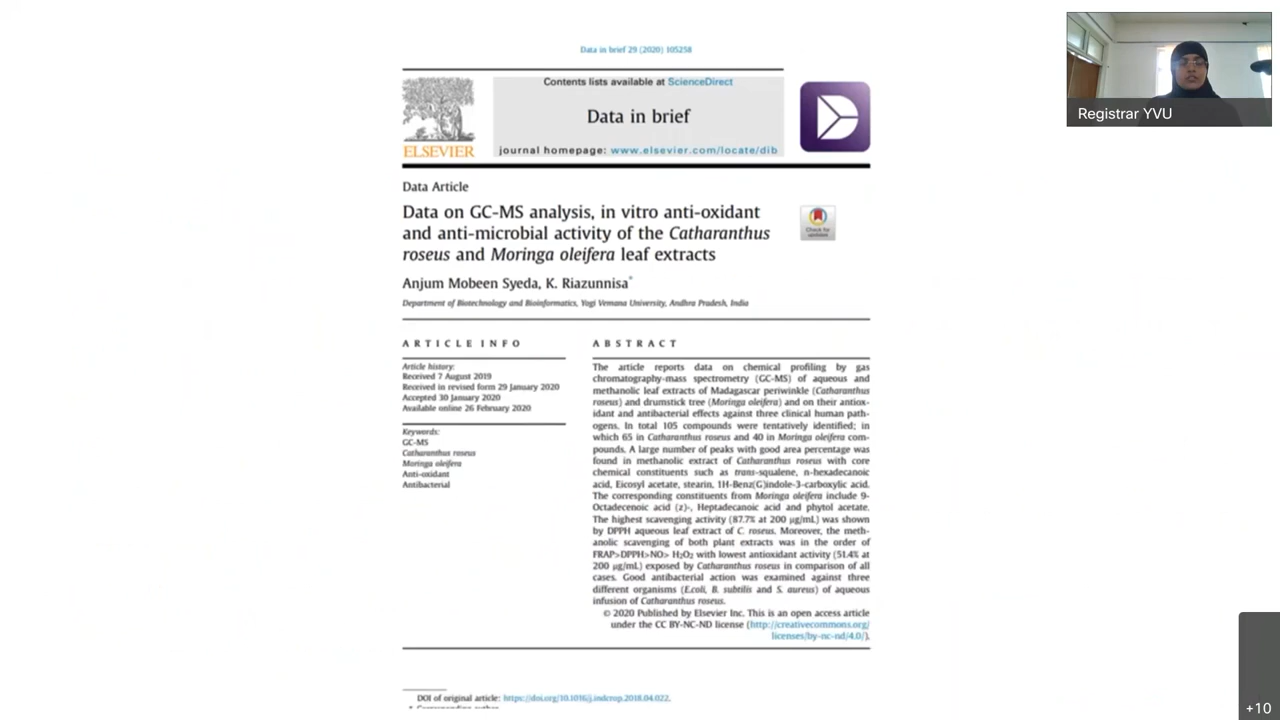 Data in brief 29 (2020) 105258
Contents lists available at ScienceDirect
Data in brief
ELSEVIER
journal homepage: www.elsevier.com/locate/dib
Data Article
Data on GC-MS analysis, in vitro anti-oxidant
and anti-microbial activity of the Catharanthus
roseus and Moringa oleifera leaf extracts
Check for
updates
Anjum Mobeen Syeda, K. Riazunnisa*
Department of Biotechnology and Bioinformatics, Yogi Vemana University, Andhra Pradesh, India
ARTICLE INFO
Article history:
Received 7 August 2019
Received in revised form 29 January 2020
Accepted 30 January 2020
Available online 26 February 2020
Keywords:
GC-MS
Catharanthus roseus
Moringa oleifera
Anti-oxidant
Antibacterial
ABSTRACT
The article reports data on chemical profiling by gas
chromatography-mass spectrometry (GC-MS) of aqueous and
methanolic leaf extracts of Madagascar periwinkle (Catharanthus
roseus) and drumstick tree (Moringa oleifera) and on their antiox-
idant and antibacterial effects against three clinical human path-
ogens. In total 105 compounds were tentatively identified; in
which 65 in Catharanthus roseus and 40 in Moringa oleifera com-
pounds. A large number of peaks with good area percentage was
found in methanolic extract of Catharanthus roseus with core
chemical constituents such as trans-squalene, n-hexadecanoic
acid, Eicosyl acetate, stearin, 1H-Benz(G)indole-3-carboxylic acid.
The corresponding constituents from Moringa oleifera include 9-
Octadecenoic (z)-, Heptadecanoic acid and phytol acetate.
The highest scavenging activity (87.7% at 200 μg/mL) was shown
by DPPH aqueous leaf extract of C. roseus. Moreover, the meth-
anolic scavenging of both plant extracts was in the order of
FRAP>DPPH>NO> H₂O₂ with lowest antioxidant activity (51.4% at
200 μg/mL) exposed by Catharanthus roseus in comparison of all
cases. Good antibacterial action was examined against three
different organisms (E.coli, B. subtilis and S. aureus) of aqueous
infusion of Catharanthus roseus.
© 2020 Published by Elsevier Inc. This is an open access article
under the CC BY-NC-ND license (http://creativecommons.org/
licenses/by-nc-nd/4.0/).
DOI of original article: https://doi.org/10.1016/j.indcrop.2018.04.022.
* Corresponding author.
Registrar YVU
+10